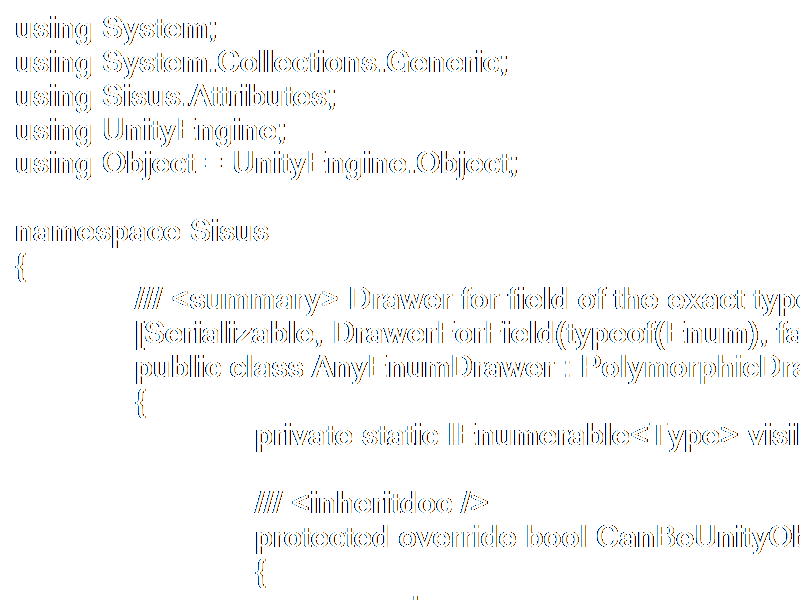 using System;
using System.Collections.Generic;
using Sisus.Attributes;
using UnityEngine;
using Object = UnityEngine.Object;
namespace Sisus
{
//// <summary> Drawer for field of the exact type
[Serializable, DrawerForField(typeof(Enum), fa
public class AnyEnumDrawer : PolymorphicDra
{
private static IEnumerable<Type> visil
//// <inheritdoc />
protected override bool CanBeUnityOb
{